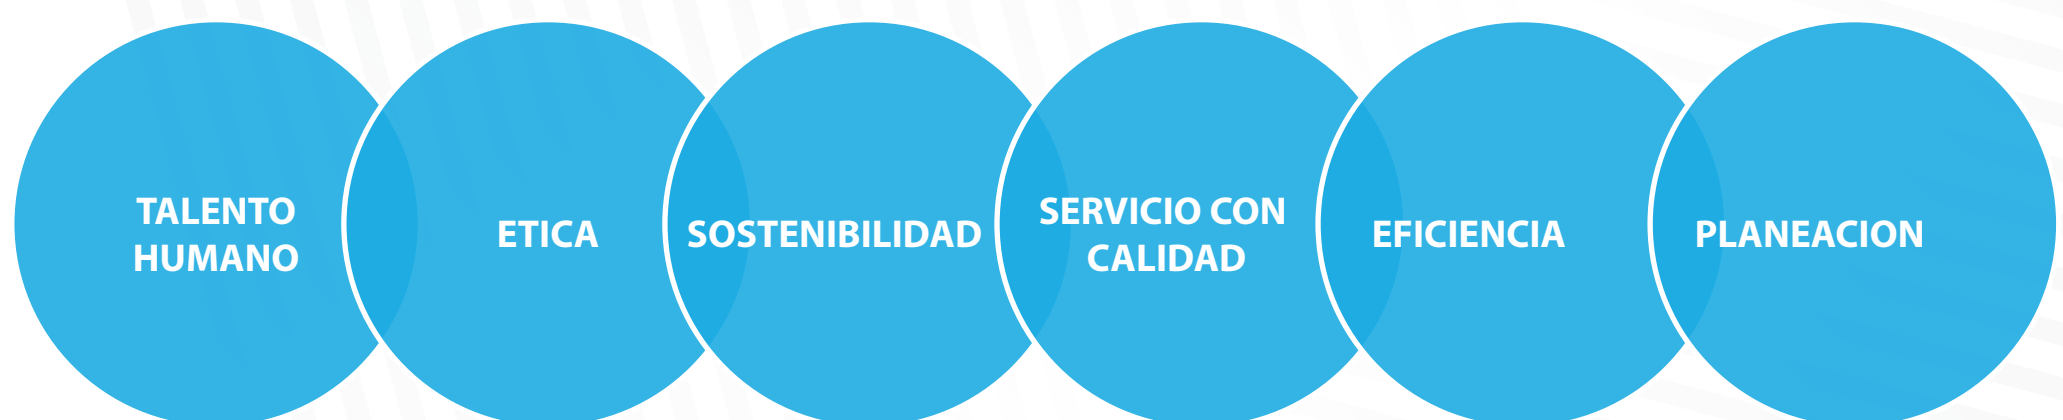 TALENTO
HUMANO
ETICA
SOSTENIBILIDAD
SERVICIO CON
CALIDAD
EFICIENCIA
PLANEACION